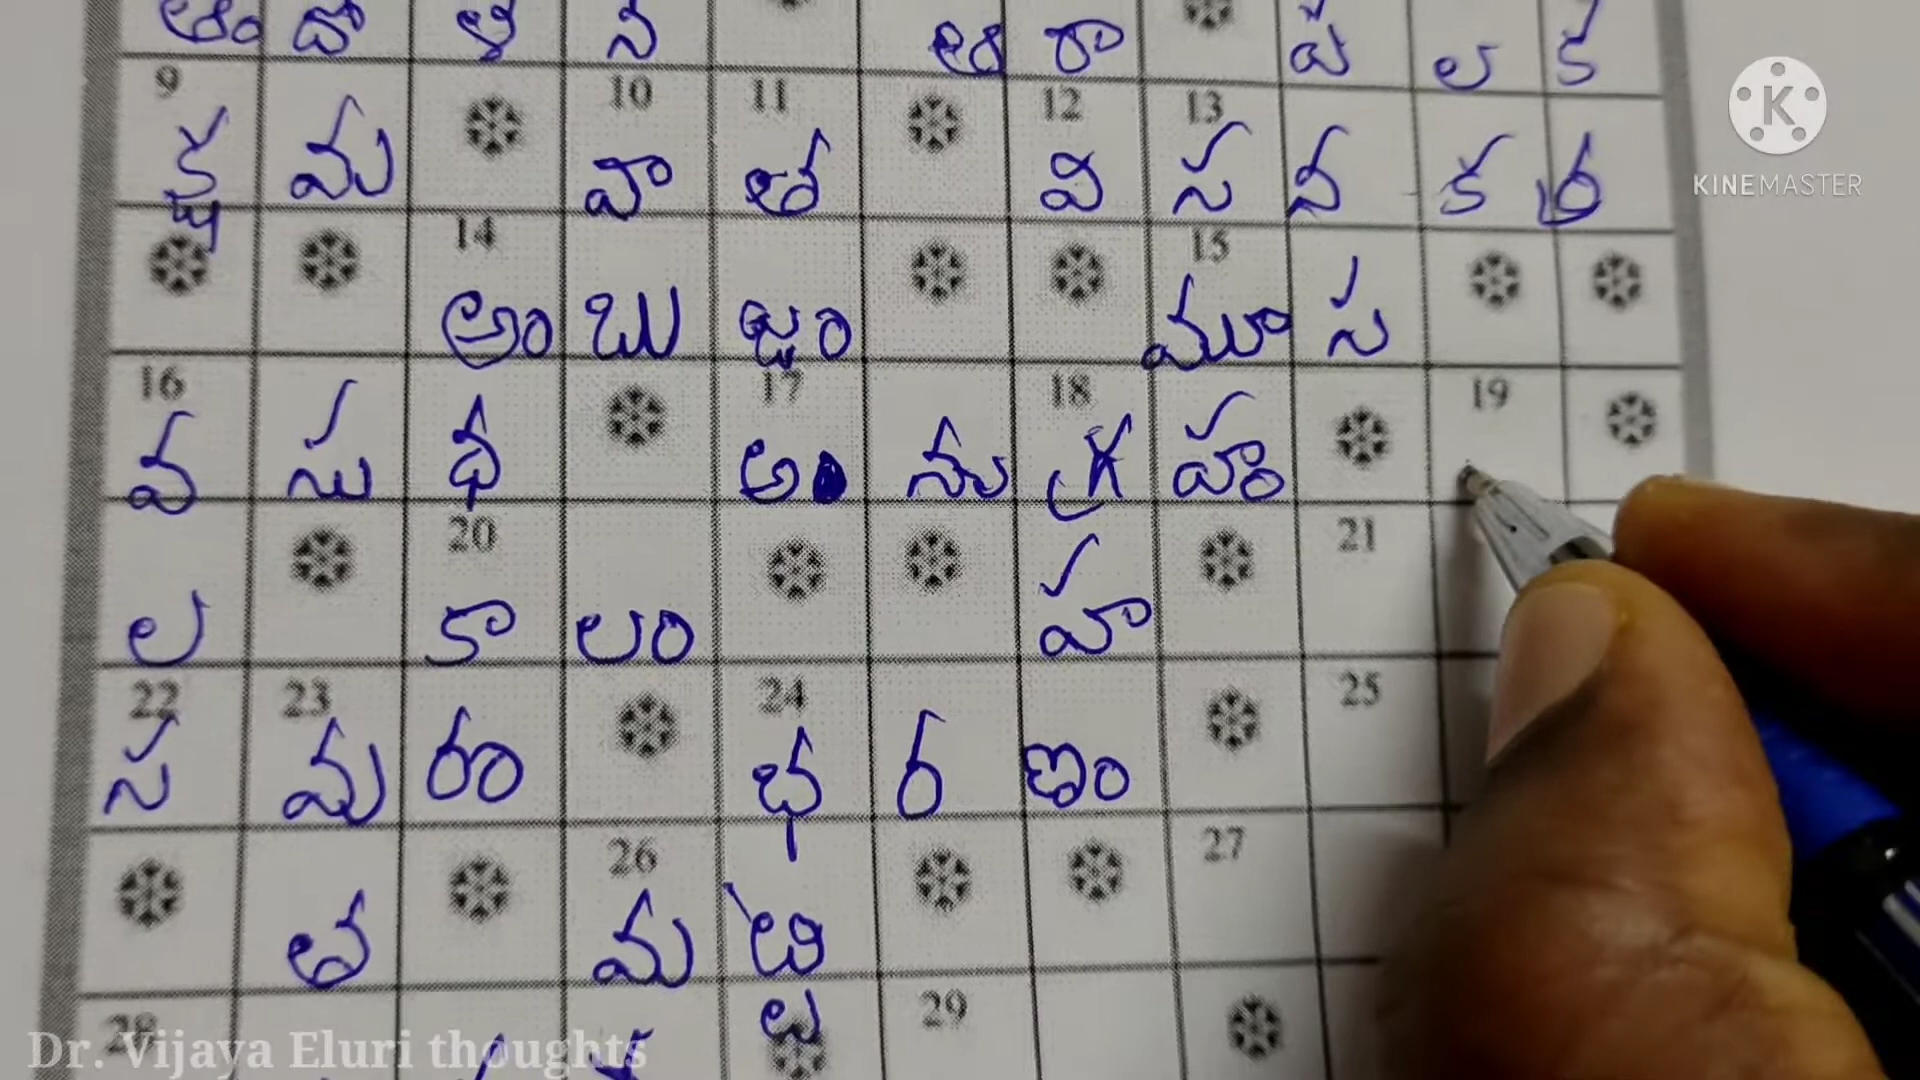 ఆం దో ళ న ఆ రా ప ల క
9 10 11 12 13
క్ష మ వా త వి స న క ర్ర
14 15
అం బు జం మూ స
16 17 18 19
వ సు ధ అ ను గ్ర హం
20 21
ల కా లం హ
22 23 24 25
స మ రం భ ర ణం
26 27
త మ టి
28 29
KINEMASTER
Dr. Vijaya Eluri thoughts